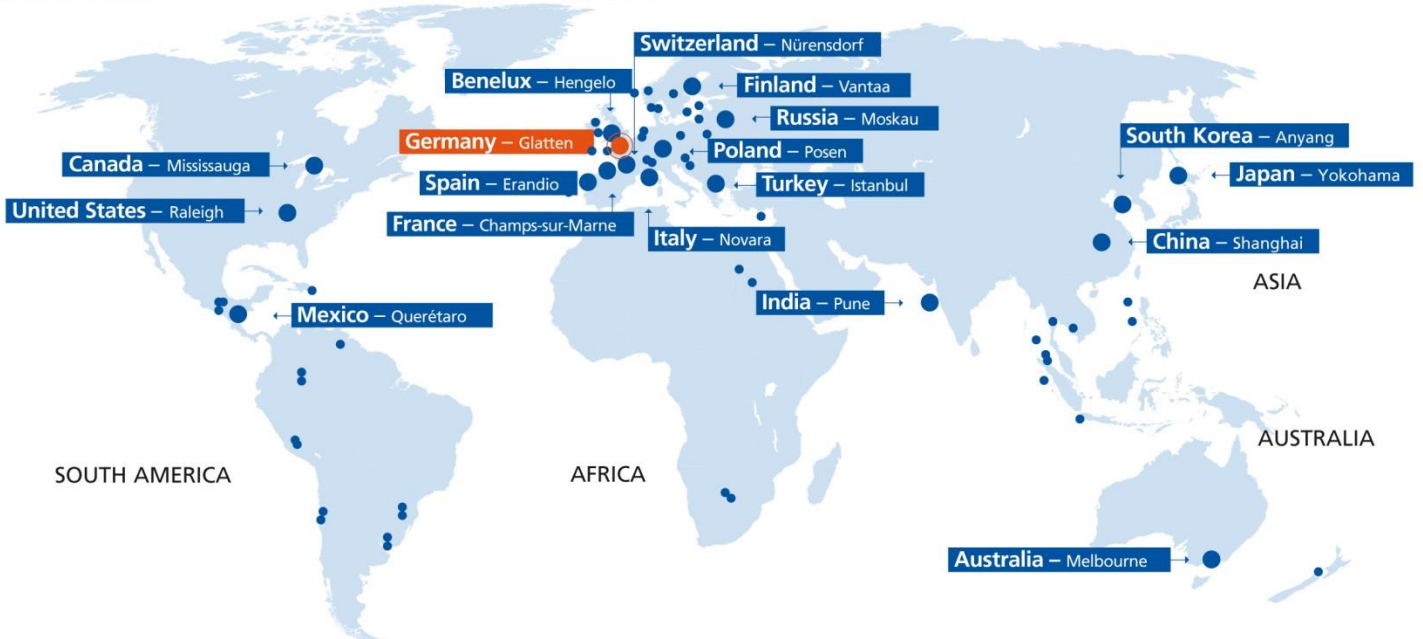 Switzerland – Nürensdorf
Benelux – Hengelo
Finland – Vantaa
Russia – Moskau
Germany – Glatten
South Korea – Anyang
Poland – Posen
Canada – Mississauga
Japan – Yokohama
Spain – Erandio
Turkey – Istanbul
United States – Raleigh
France – Champs-sur-Marne
Italy – Novara
China – Shanghai
ASIA
India – Pune
Mexico – Querétaro
AUSTRALIA
SOUTH AMERICA
AFRICA
Australia – Melbourne